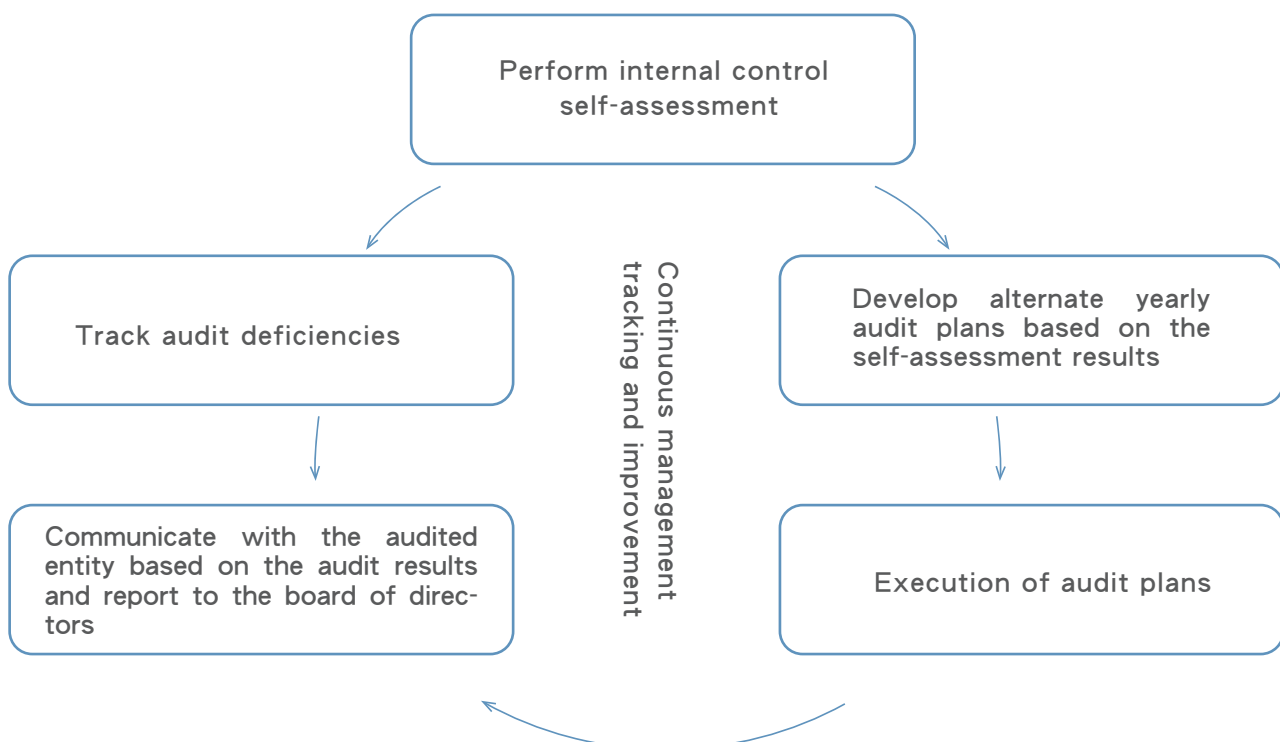 Perform internal control
self-assessment
Track audit deficiencies
Continuous management
tracking and improvement
Develop alternate yearly
audit plans based on the
self-assessment results
Communicate with the audited
entity based on the audit results
and report to the board of direc-
tors
Execution of audit plans